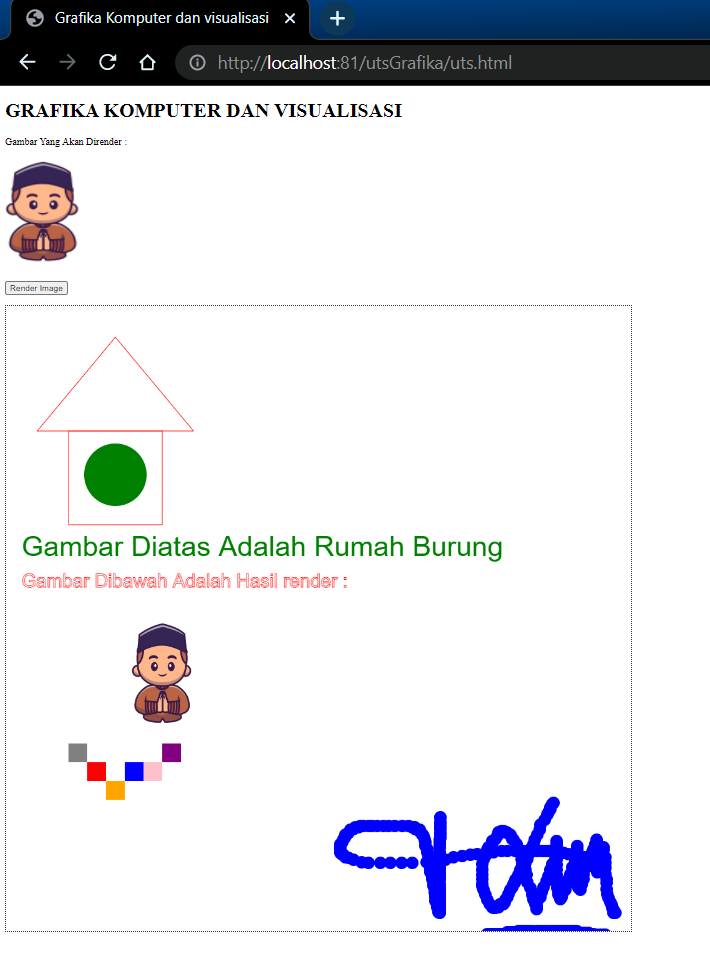 Grafika Komputer dan visualisasi
http://localhost:81/utsGrafika/uts.html
GRAFIKA KOMPUTER DAN VISUALISASI
Gambar Yang Akan Dirender :
Render Image
Gambar Diatas Adalah Rumah Burung
Gambar Dibawah Adalah Hasil render :